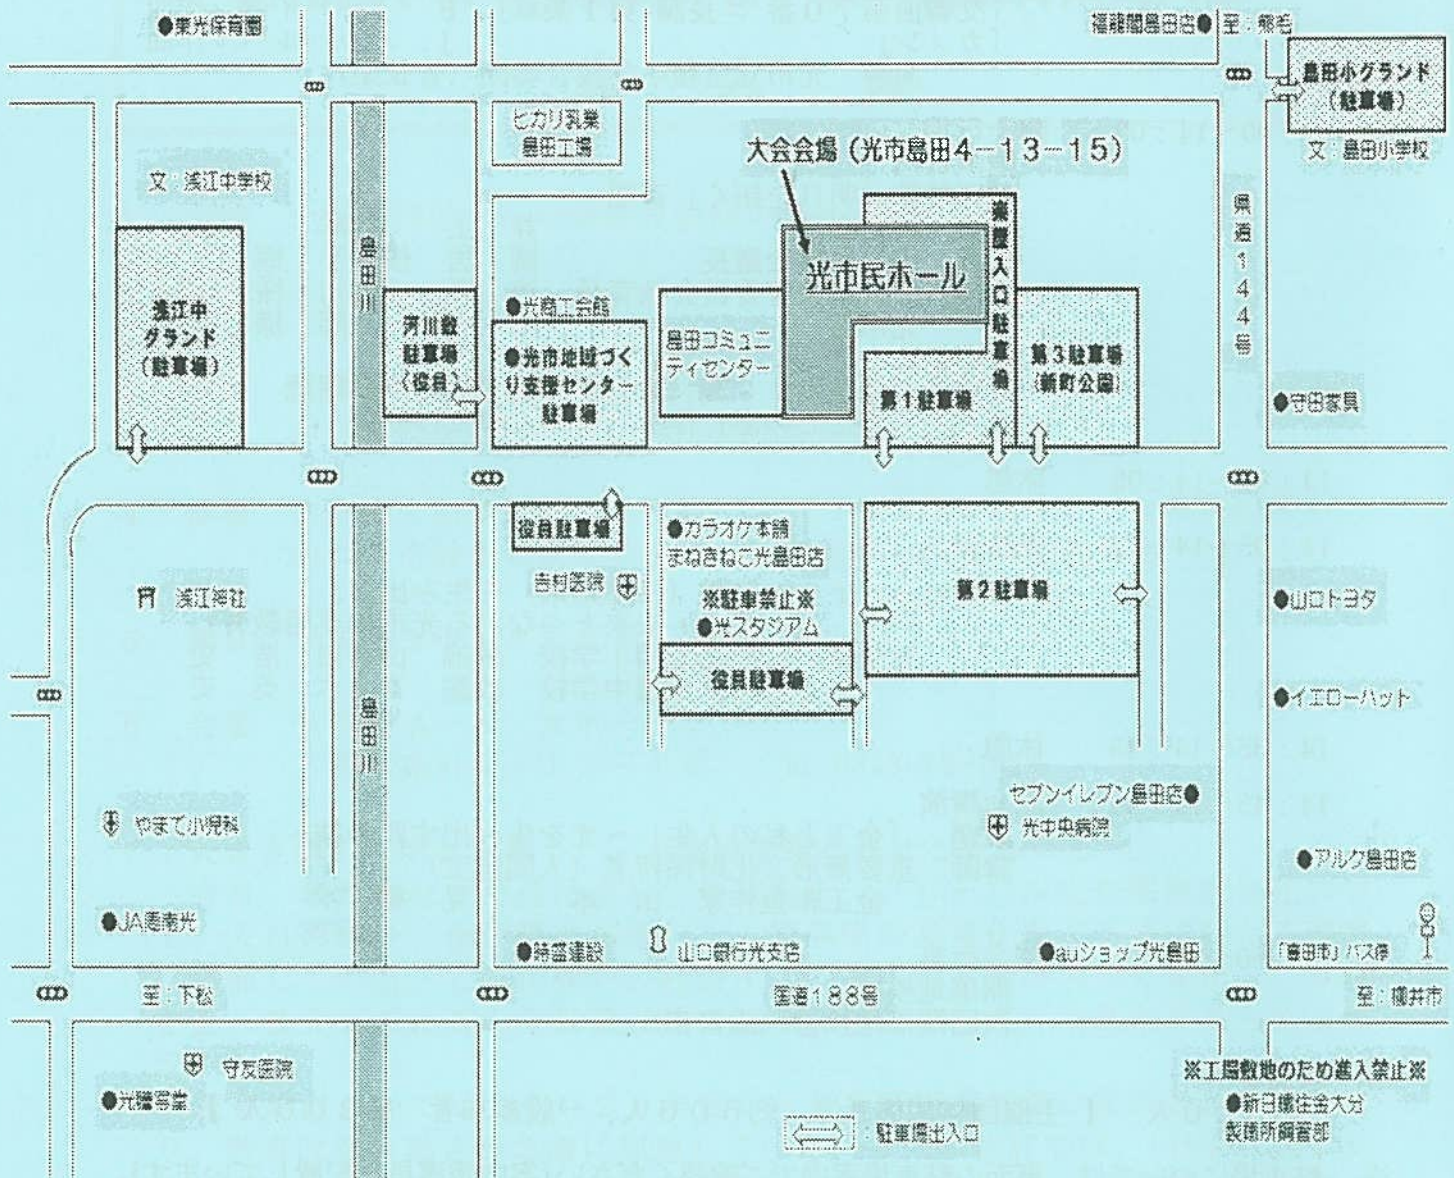 ●東光保育園
福龍閣島田店●
至：熊毛
島田小グランド
（駐車場）
文：島田小学校
ヒカリ乳業
島田工場
大会会場（光市島田4－13－15）
文：浅江中学校
島田川
県道144号
浅江中
グランド
（駐車場）
河川敷
駐車場
（役員）
●光商工会館
●光市地域づく
り支援センター
駐車場
島田コミュニ
ティセンター
光市民ホール
楽屋入口駐車場
第1駐車場
第3駐車場
（新町公園）
●守田家具
役員駐車場
●カラオケ本舗
まねきねこ光島田店
吉村医院
※駐車禁止※
●光スタジアム
役員駐車場
第2駐車場
浅江神社
●山口トヨタ
●イエローハット
島田川
セブンイレブン島田店●
光中央病院
やまて小児科
●アルク島田店
●JA周南光
●時盛建設
山口銀行光支店
●auショップ光島田
「島田市」バス停
至：下松
国道188号
至：柳井市
守友医院
※工場敷地のため進入禁止※
●新日鐵住金大分
製鐵所鋼管部
：駐車場出入口